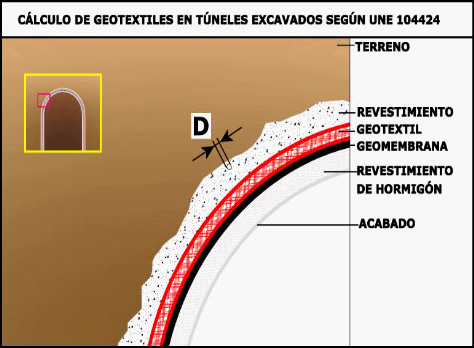 CÁLCULO DE GEOTEXTILES EN TÚNELES EXCAVADOS SEGÚN UNE 104424
TERRENO
REVESTIMIENTO
GEOTEXTIL
GEOMEMBRANA
D
REVESTIMIENTO
DE HORMIGÓN
ACABADO